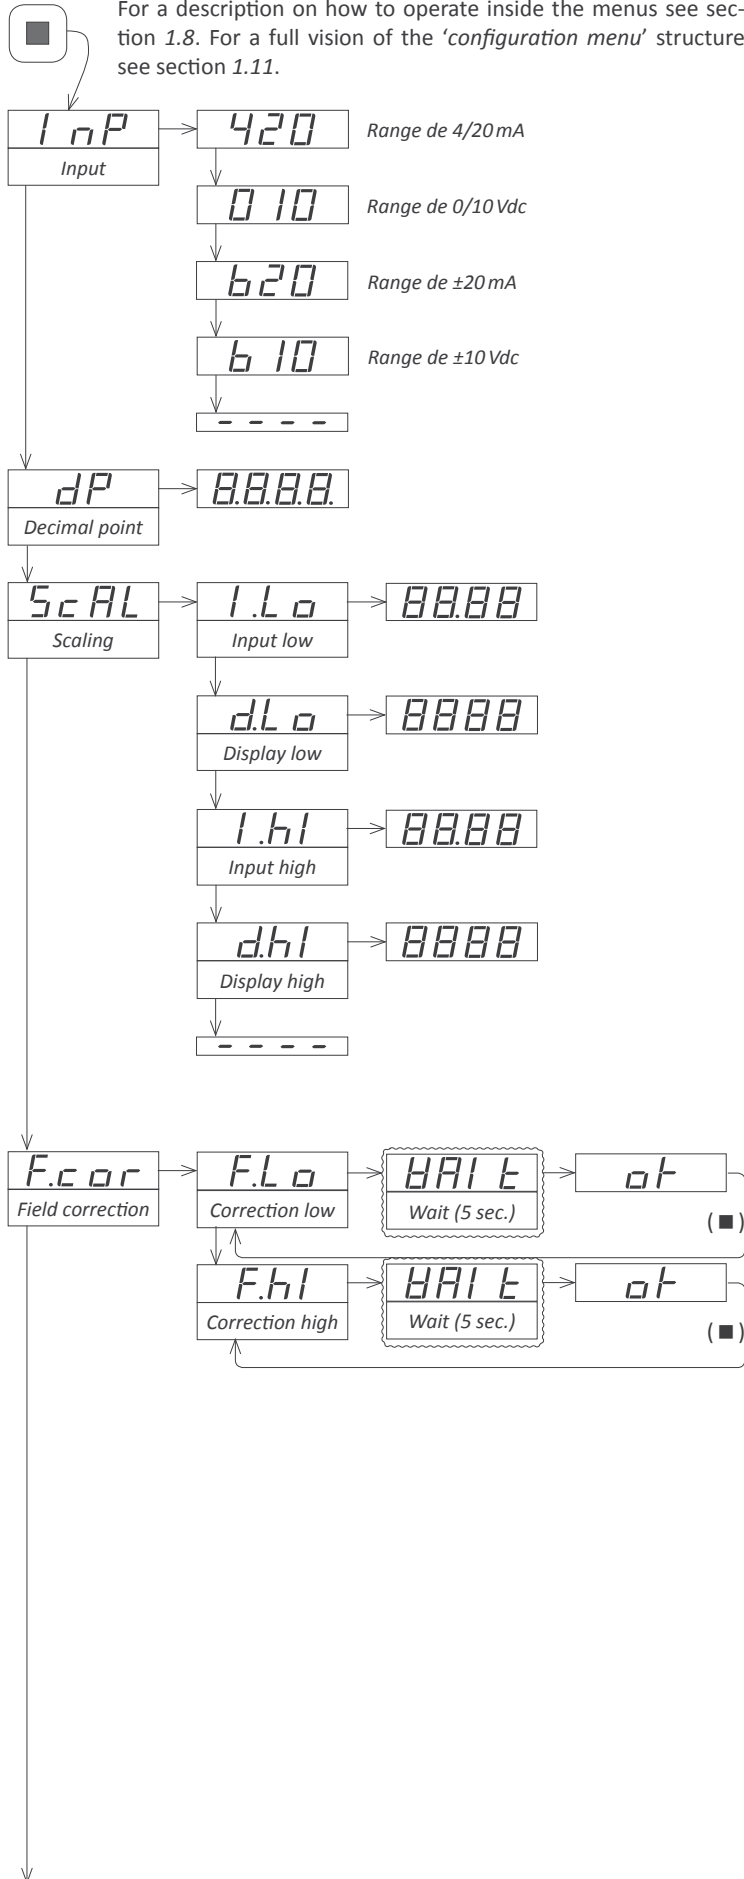 For a description on how to operate inside the menus see sec-
tion 1.8. For a full vision of the ‘configuration menu’ structure
see section 1.11.
InP
420
Range de 4/20 mA
Input
010
Range de 0/10 Vdc
b20
Range de ±20 mA
b10
Range de ±10 Vdc
- - - -
dP
8.8.8.8.
Decimal point
ScAL
I.Lo
88.88
Scaling
Input low
d.Lo
8888
Display low
I.hI
88.88
Input high
d.hI
8888
Display high
- - - -
F.cor
F.Lo
WAIt
ok
Field correction
Correction low
Wait (5 sec.)
( ■ )
F.hI
WAIt
ok
Correction high
Wait (5 sec.)
( ■ )